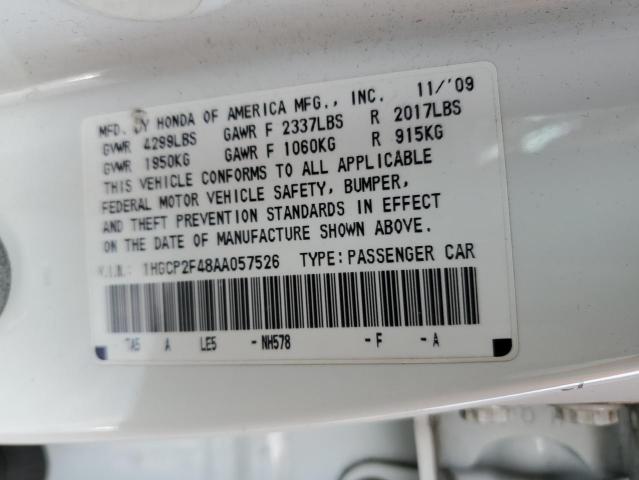 MFD. BY HONDA OF AMERICA MFG., INC. 11/'09
GVWR 4299LBS GAWR F 2337LBS R 2017LBS
GVWR 1950KG GAWR F 1060KG R 915KG
THIS VEHICLE CONFORMS TO ALL APPLICABLE
FEDERAL MOTOR VEHICLE SAFETY, BUMPER,
AND THEFT PREVENTION STANDARDS IN EFFECT
ON THE DATE OF MANUFACTURE SHOWN ABOVE.
V.I.N.: 1HGCP2F48AA057526 TYPE: PASSENGER CAR
TA5 A LE5 - NH578 - F - A